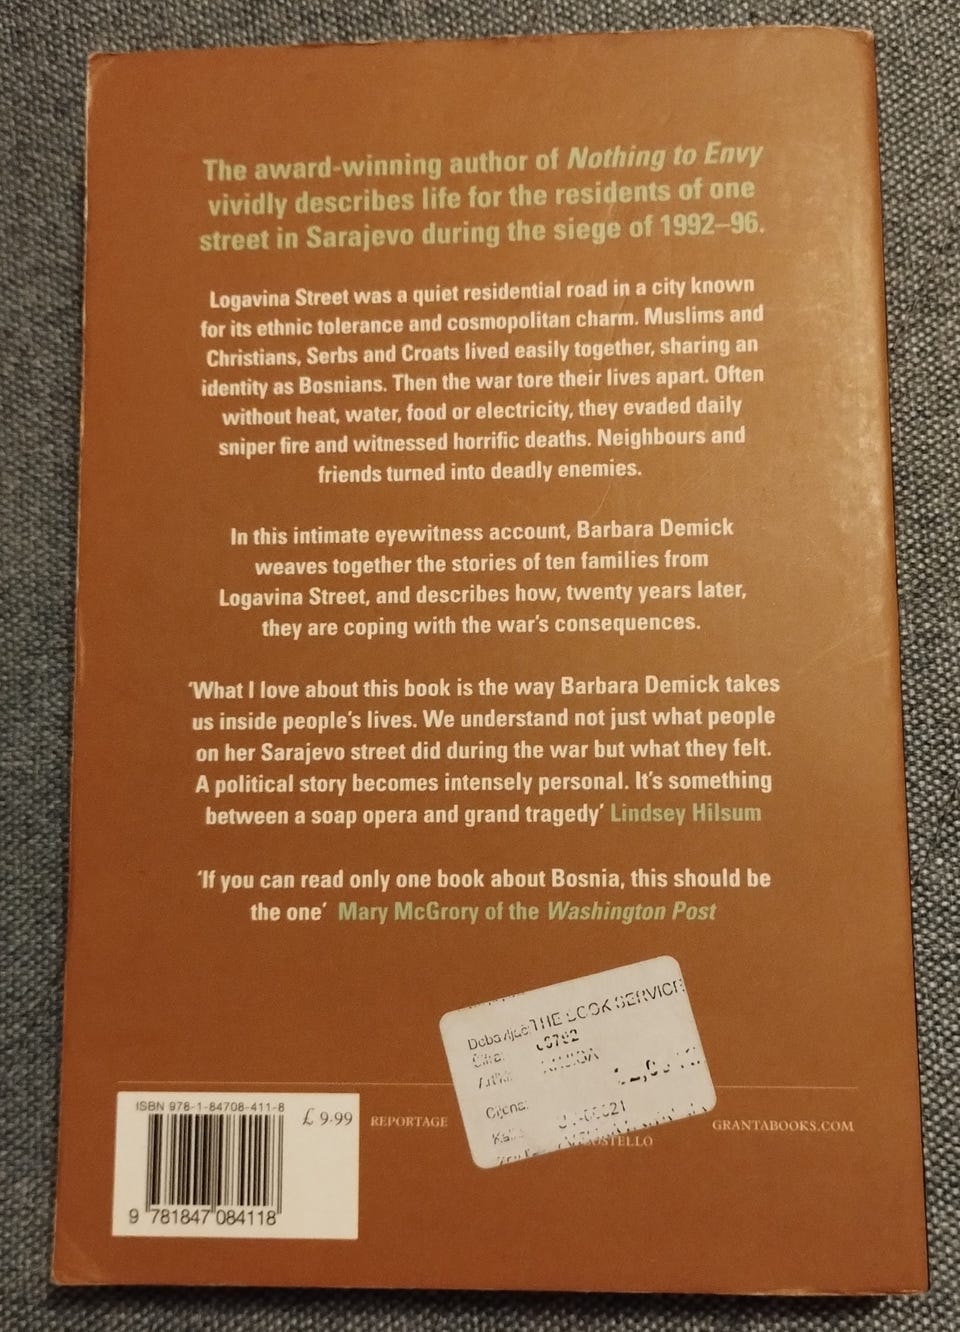 The award-winning author of Nothing to Envy
vividly describes life for the residents of one
street in Sarajevo during the siege of 1992–96.
Logavina Street was a quiet residential road in a city known
for its ethnic tolerance and cosmopolitan charm. Muslims and
Christians, Serbs and Croats lived easily together, sharing an
identity as Bosnians. Then the war tore their lives apart. Often
without heat, water, food or electricity, they evaded daily
sniper fire and witnessed horrific deaths. Neighbours and
friends turned into deadly enemies.
In this intimate eyewitness account, Barbara Demick
weaves together the stories of ten families from
Logavina Street, and describes how, twenty years later,
they are coping with the war's consequences.
'What I love about this book is the way Barbara Demick takes
us inside people's lives. We understand not just what people
on her Sarajevo street did during the war but what they felt.
A political story becomes intensely personal. It's something
between a soap opera and grand tragedy' Lindsey Hilsum
'If you can read only one book about Bosnia, this should be
the one' Mary McGrory of the Washington Post
THE
Cijena:
ISBN 978-1-84708-411-8
£ 9.99
REPORTAGE
GRANTABOOKS.COM
9 781847 084118